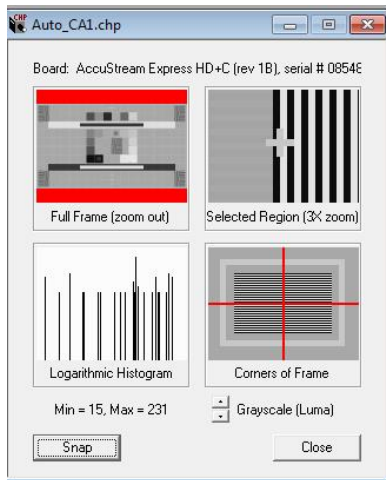 Auto_CA1.chp
Board: AccuStream Express HD+C (rev 1B), serial # 08548
Full Frame (zoom out)
Selected Region (3X zoom)
Logarithmic Histogram
Corners of Frame
Min = 15, Max = 231
Grayscale (Luma)
Snap
Close